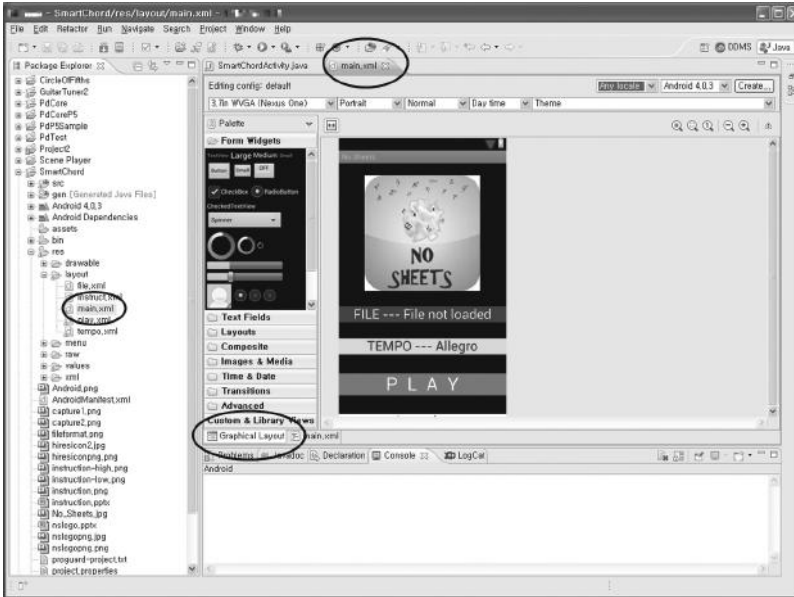 SmartChord/res/layout/main.xml -
File Edit Refactor Run Navigate Search Project Window Help
DDMS Java
Package Explorer
SmartChordActivity.java main.xml
CircleOfFifths
GuitarTuner2
PdCore
PdCoreP5
PdP5Sample
PdTest
Project2
Scene Player
SmartChord
src
gen [Generated Java Files]
Android 4.0.3
Android Dependencies
assets
bin
res
drawable
layout
file.xml
instruct.xml
main.xml
play.xml
tempo.xml
menu
raw
values
xml
Android.png
AndroidManifest.xml
capture1.png
capture2.png
fileformat.png
hiresicon2.jpg
hiresiconpng.png
instruction-high.png
instruction-low.png
instruction.png
instruction.pptx
No_Sheets.jpg
nslogo.pptx
nslogopng.jpg
nslogopng.png
proguard-project.txt
project.properties
Editing config: default
Any locale Android 4.0.3 Create...
3.7in WVGA (Nexus One) Portrait Normal Day time Theme
Palette
Form Widgets
TextView Large Medium Small
Button Small OFF
CheckBox RadioButton
CheckedTextView
Spinner
Text Fields
Layouts
Composite
Images & Media
Time & Date
Transitions
Advanced
Custom & Library Views
No Sheets
NO
SHEETS
FILE --- File not loaded
TEMPO --- Allegro
PLAY
Graphical Layout main.xml
Problems Javadoc Declaration Console LogCat
Android